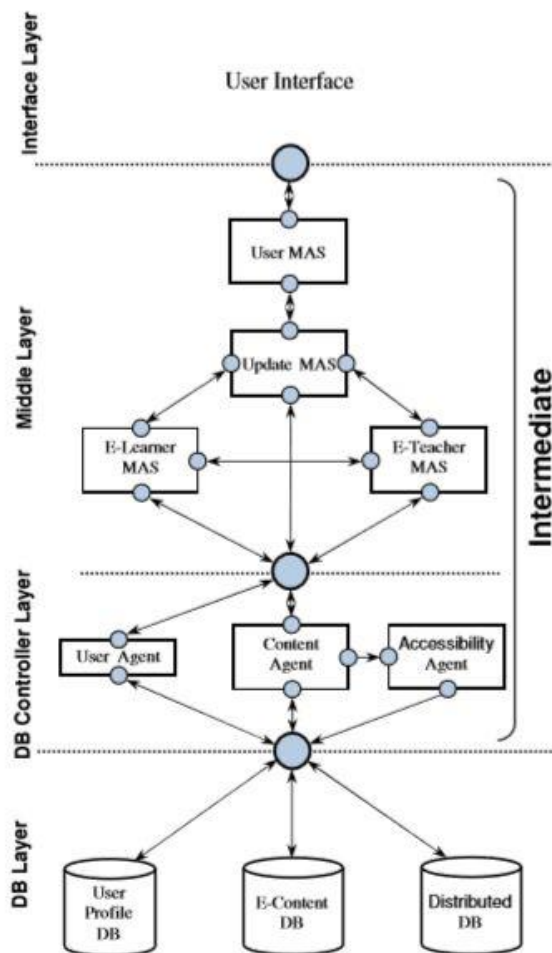 Interface Layer
User Interface
User MAS
Middle Layer
Update MAS
E-Learner
MAS
E-Teacher
MAS
Intermediate
DB Controller Layer
User Agent
Content
Agent
Accessibility
Agent
DB Layer
User
Profile
DB
E-Content
DB
Distributed
DB